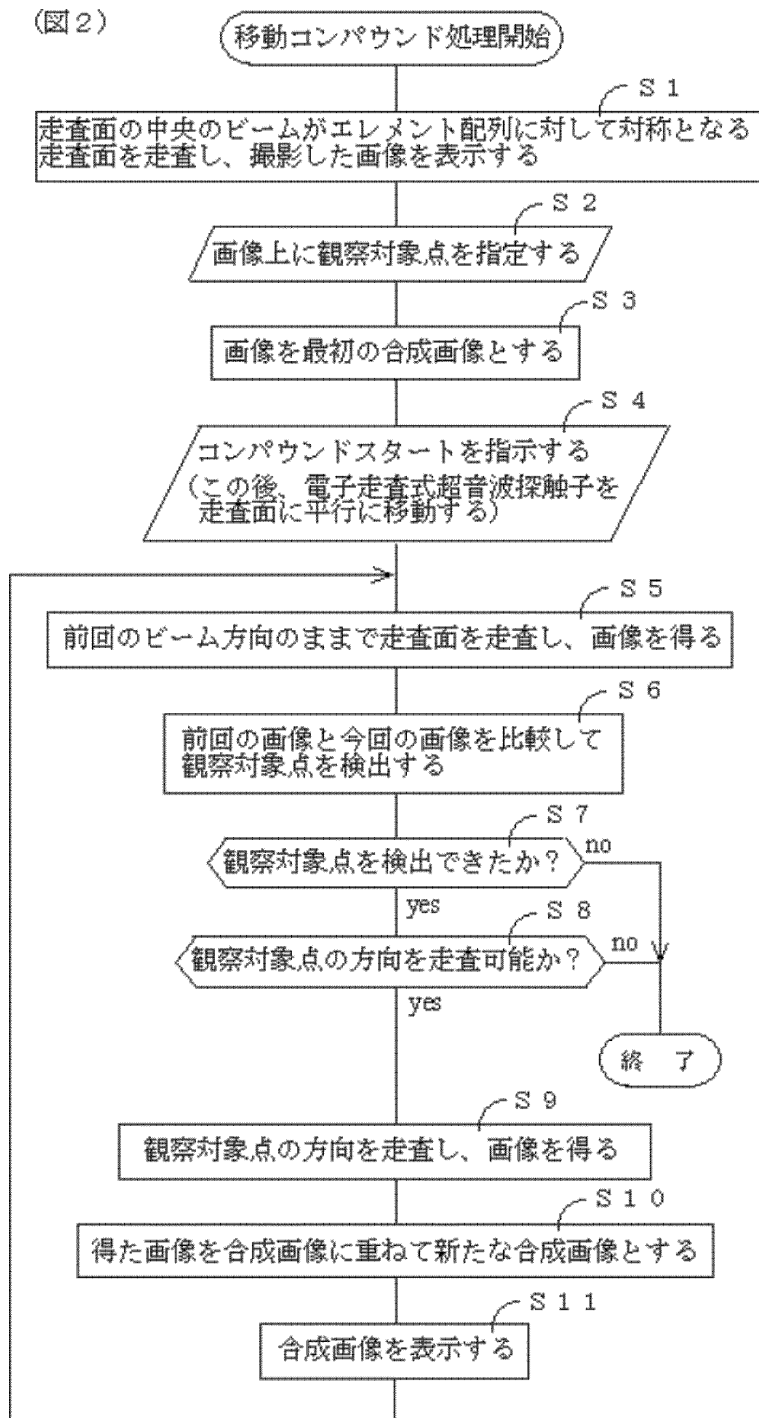 (図2)
移動コンパウンド処理開始
S1
走査面の中央のビームがエレメント配列に対して対称となる
走査面を走査し、撮影した画像を表示する
S2
画像上に観察対象点を指定する
S3
画像を最初の合成画像とする
S4
コンパウンドスタートを指示する
(この後、電子走査式超音波探触子を
走査面に平行に移動する)
S5
前回のビーム方向のままで走査面を走査し、画像を得る
S6
前回の画像と今回の画像を比較して
観察対象点を検出する
S7
観察対象点を検出できたか?
no
yes
S8
観察対象点の方向を走査可能か?
no
yes
終 了
S9
観察対象点の方向を走査し、画像を得る
S10
得た画像を合成画像に重ねて新たな合成画像とする
S11
合成画像を表示する